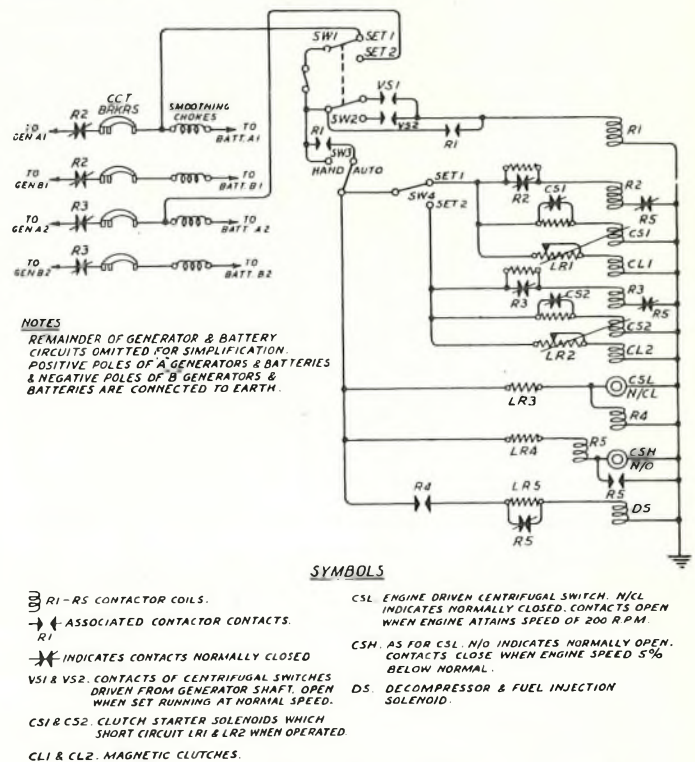 SW1
SET 1
SET 2
VS1
SW2
VS2
R1
R1
R1
SW3
HAND
AUTO
CCT
BRKRS
SMOOTHING
CHOKES
R2
TO
GEN A1
TO
BATT. A1
R2
TO
GEN B1
TO
BATT. B1
R3
TO
GEN A2
TO
BATT. A2
R3
TO
GEN B2
TO
BATT. B2
SET 1
SW4
SET 2
R2
R2
CS1
R5
CS1
LR1
CL1
R3
R3
CS2
R5
CS2
LR2
CL2
LR3
CSL
N/CL
R4
LR4
R5
CSH
N/O
R5
R4
LR5
R5
DS
NOTES
REMAINDER OF GENERATOR & BATTERY
CIRCUITS OMITTED FOR SIMPLIFICATION.
POSITIVE POLES OF A GENERATORS & BATTERIES
& NEGATIVE POLES OF B GENERATORS &
BATTERIES ARE CONNECTED TO EARTH.
SYMBOLS
R1-R5 CONTACTOR COILS.
ASSOCIATED CONTACTOR CONTACTS.
R1
INDICATES CONTACTS NORMALLY CLOSED
VS1 & VS2. CONTACTS OF CENTRIFUGAL SWITCHES
DRIVEN FROM GENERATOR SHAFT. OPEN
WHEN SET RUNNING AT NORMAL SPEED.
CS1 & CS2. CLUTCH STARTER SOLENOIDS WHICH
SHORT CIRCUIT LR1 & LR2 WHEN OPERATED.
CL1 & CL2. MAGNETIC CLUTCHES.
CSL. ENGINE DRIVEN CENTRIFUGAL SWITCH. N/CL
INDICATES NORMALLY CLOSED. CONTACTS OPEN
WHEN ENGINE ATTAINS SPEED OF 200 R.P.M.
CSH. AS FOR CSL. N/O INDICATES NORMALLY OPEN.
CONTACTS CLOSE WHEN ENGINE SPEED 5%
BELOW NORMAL.
DS. DECOMPRESSOR & FUEL INJECTION
SOLENOID.